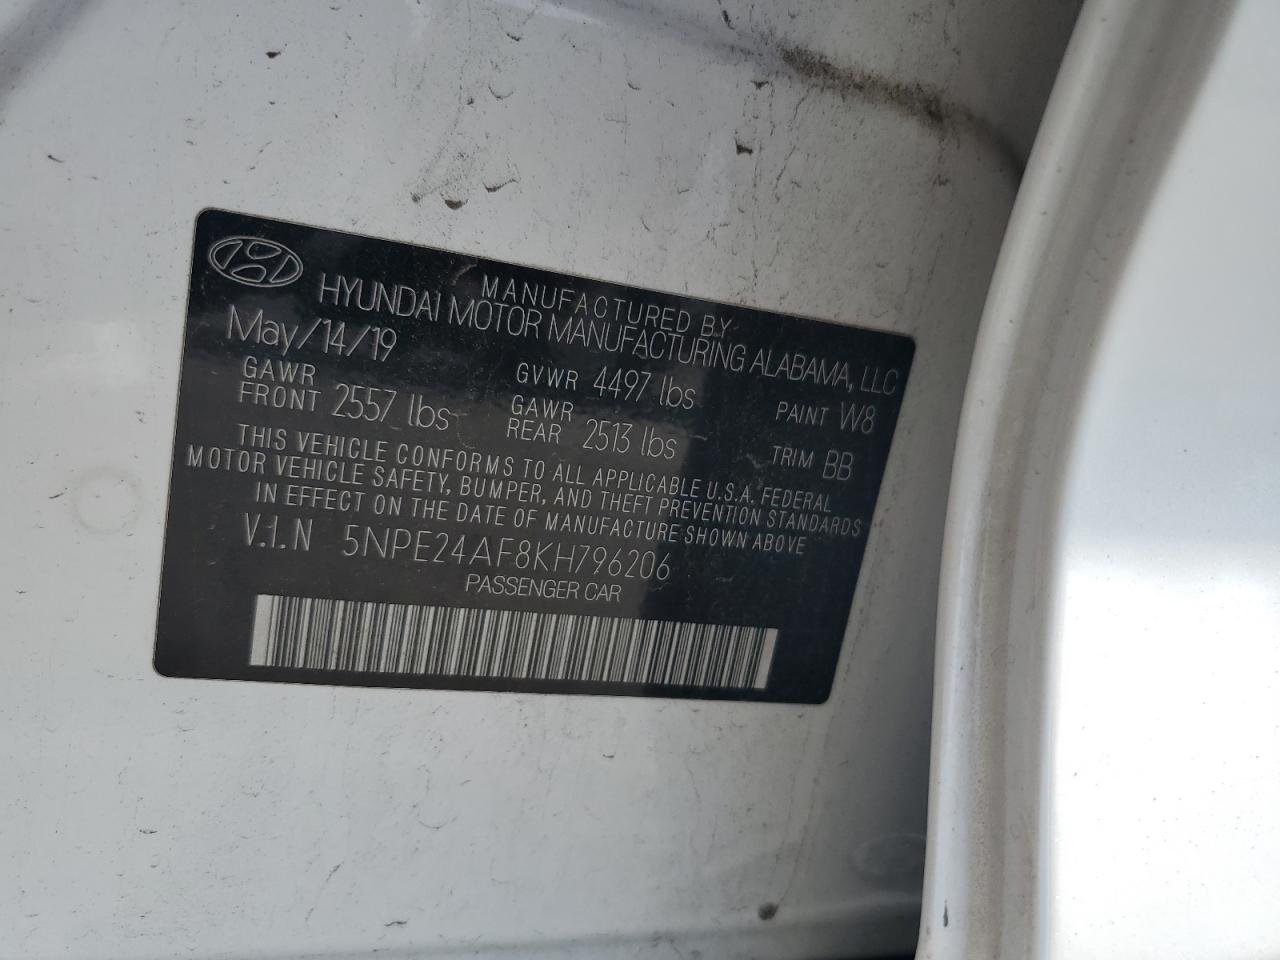 MANUFACTURED BY
HYUNDAI MOTOR MANUFACTURING ALABAMA, LLC
May/14/19
GVWR 4497 lbs
PAINT W8
GAWR FRONT 2557 lbs
GAWR REAR 2513 lbs
TRIM BB
THIS VEHICLE CONFORMS TO ALL APPLICABLE U.S.A. FEDERAL
MOTOR VEHICLE SAFETY, BUMPER, AND THEFT PREVENTION STANDARDS
IN EFFECT ON THE DATE OF MANUFACTURE SHOWN ABOVE
V.I.N 5NPE24AF8KH796206
PASSENGER CAR